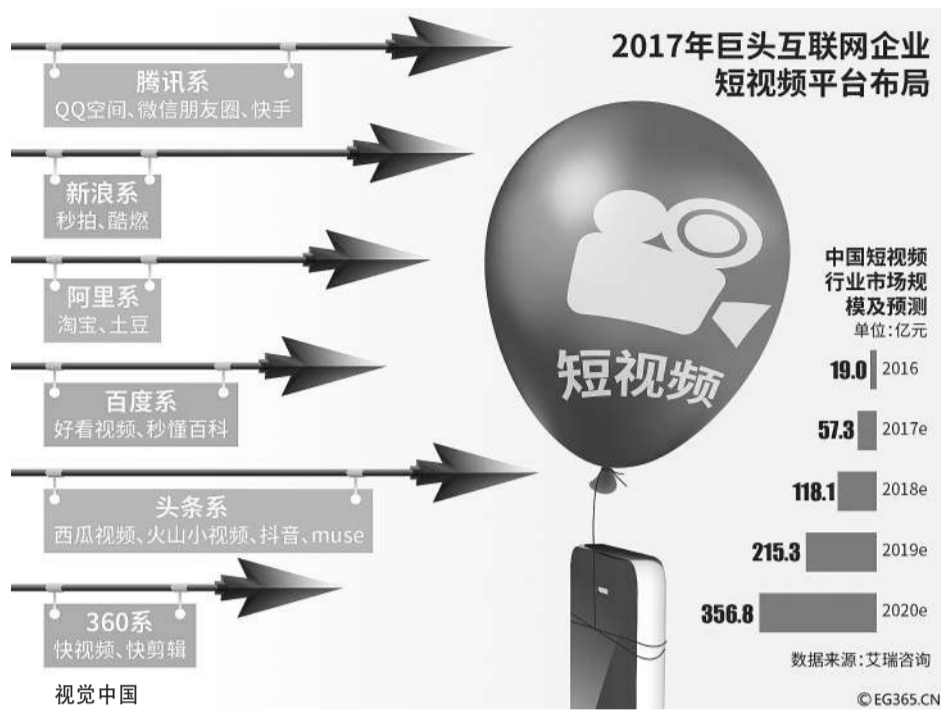 2017年巨头互联网企业
短视频平台布局
腾讯系
QQ空间、微信朋友圈、快手
新浪系
秒拍、酷燃
阿里系
淘宝、土豆
百度系
好看视频、秒懂百科
头条系
西瓜视频、火山小视频、抖音、muse
360系
快视频、快剪辑
视觉中国
短视频
中国短视频
行业市场规
模及预测
单位:亿元
19.0 2016
57.3 2017e
118.1 2018e
215.3 2019e
356.8 2020e
数据来源:艾瑞咨询
©EG365.CN